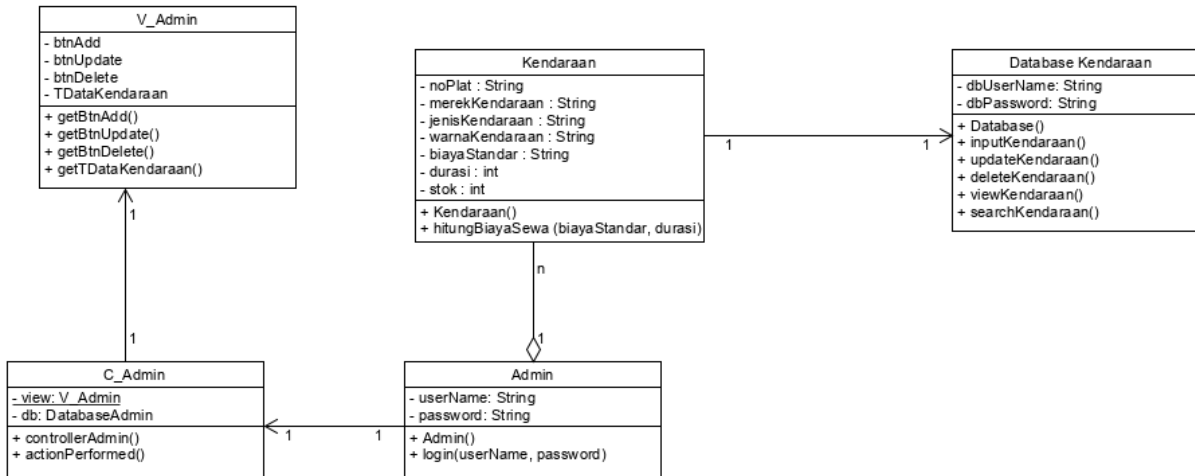 V_Admin
- btnAdd
- btnUpdate
- btnDelete
- TDataKendaraan
+ getBtnAdd()
+ getBtnUpdate()
+ getBtnDelete()
+ getTDataKendaraan()
Kendaraan
- noPlat : String
- merekKendaraan : String
- jenisKendaraan : String
- warnaKendaraan : String
- biayaStandar : String
- durasi : int
- stok : int
+ Kendaraan()
+ hitungBiayaSewa (biayaStandar, durasi)
Database Kendaraan
- dbUserName: String
- dbPassword: String
+ Database()
+ inputKendaraan()
+ updateKendaraan()
+ deleteKendaraan()
+ viewKendaraan()
+ searchKendaraan()
1
1
1
1
n
1
C_Admin
- view: V_Admin
- db: DatabaseAdmin
+ controllerAdmin()
+ actionPerformed()
1
1
Admin
- userName: String
- password: String
+ Admin()
+ login(userName, password)